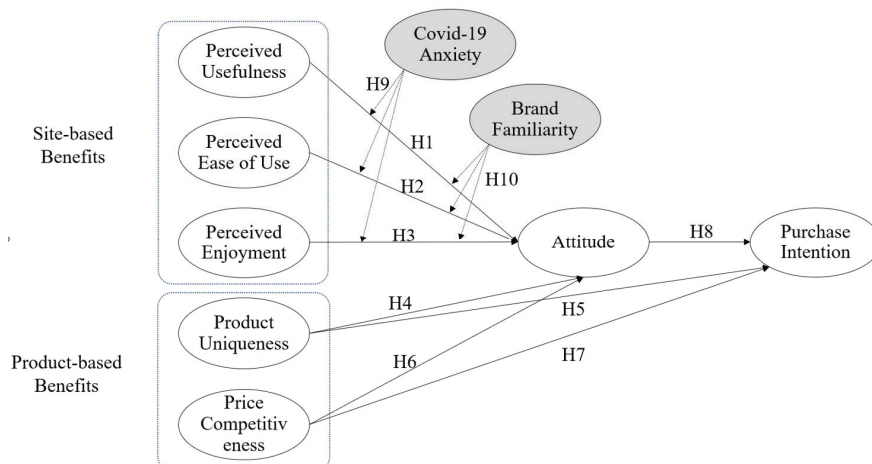 Covid-19
Anxiety
Perceived
Usefulness
H9
Brand
Familiarity
Site-based
Benefits
Perceived
Ease of Use
H1
H2
H10
Perceived
Enjoyment
H3
Attitude
H8
Purchase
Intention
Product
Uniqueness
H4
H5
Product-based
Benefits
H6
H7
Price
Competitiv
eness